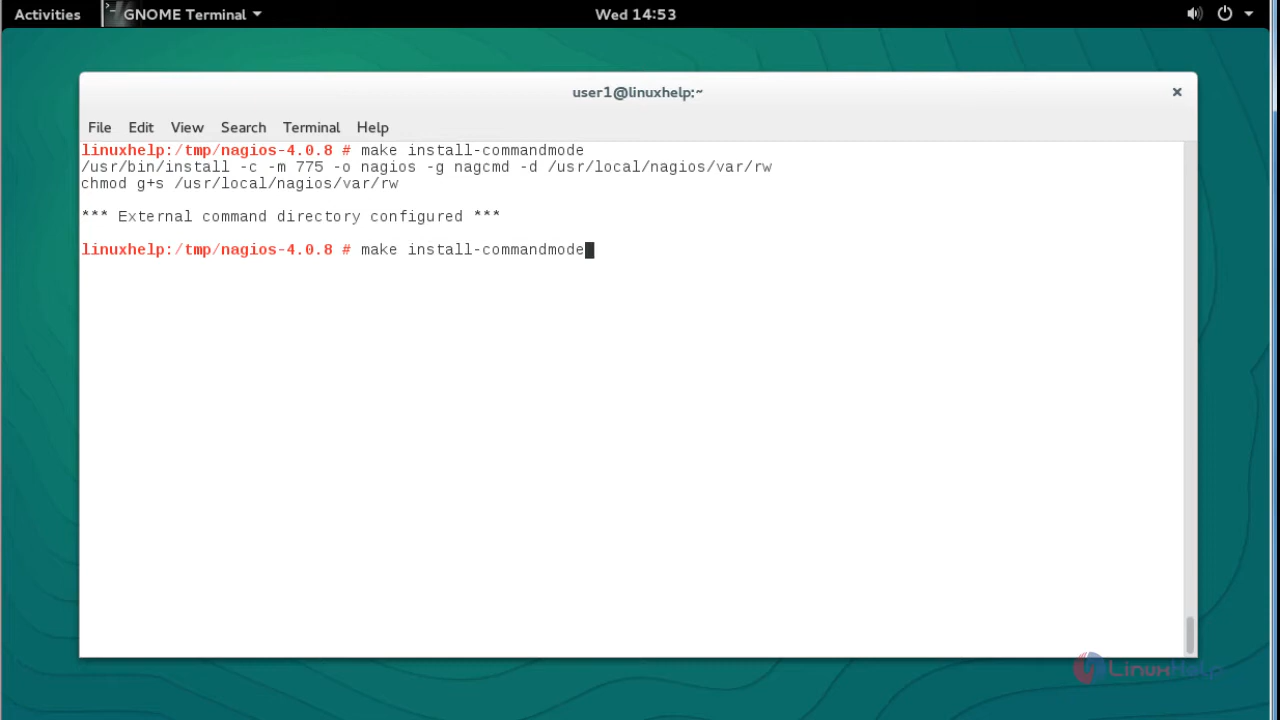 Activities
GNOME Terminal
Wed 14:53
user1@linuxhelp:~
File Edit View Search Terminal Help
linuxhelp:/tmp/nagios-4.0.8 # make install-commandmode
/usr/bin/install -c -m 775 -o nagios -g nagcmd -d /usr/local/nagios/var/rw
chmod g+s /usr/local/nagios/var/rw
*** External command directory configured ***
linuxhelp:/tmp/nagios-4.0.8 # make install-commandmode
LinuxHelp